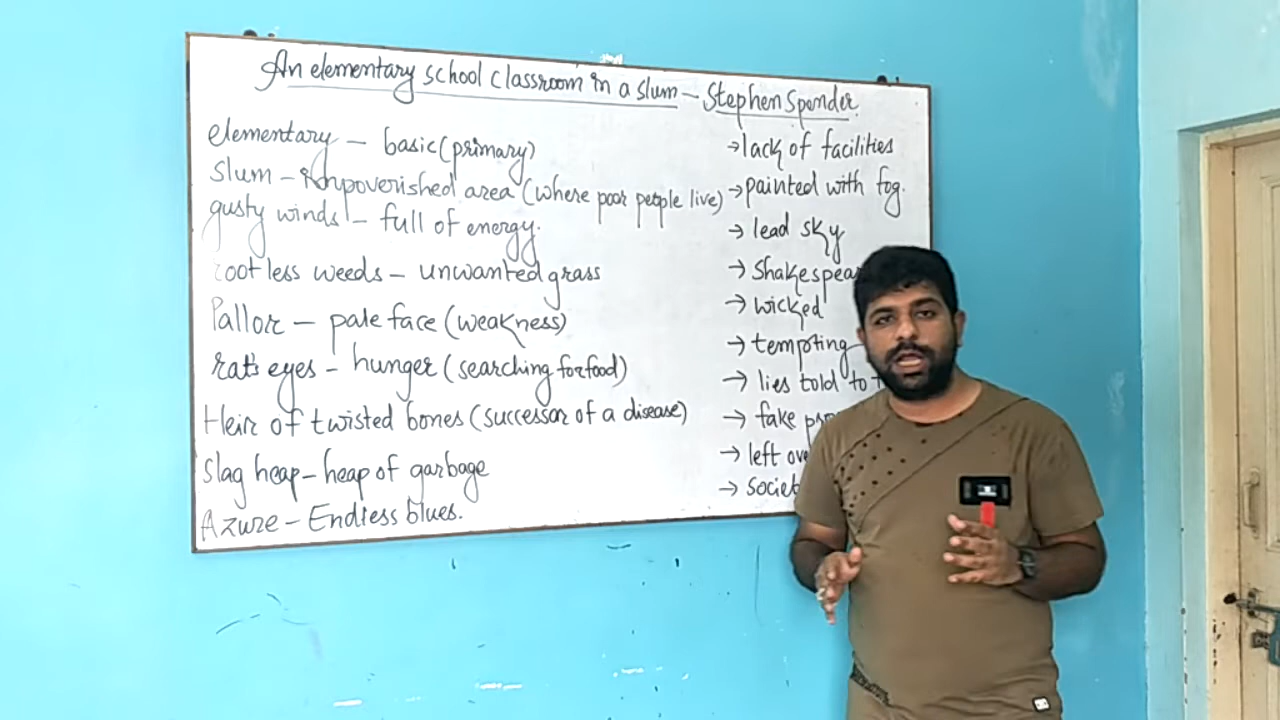 An elementary school classroom in a slum — Stephen Spender
elementary — basic (primary)
Slum — Impoverished area (where poor people live)
gusty winds — full of energy.
rootless weeds — unwanted grass
Pallor — pale face (weakness)
rat's eyes — hunger (searching for food)
Heir of twisted bones (successor of a disease)
Slag heap — heap of garbage
Azure — Endless blues.
→ lack of facilities
→ painted with fog.
→ lead sky
→ Shakespea
→ wicked
→ tempting
→ lies told to
→ fake
→ left
→